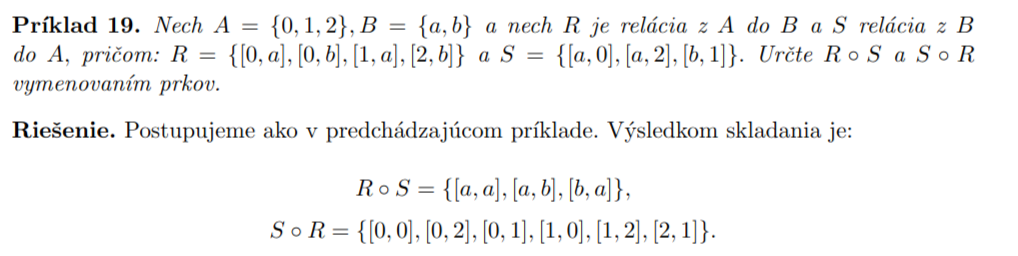 Príklad 19. Nech A = {0, 1, 2}, B = {a, b} a nech R je relácia z A do B a S relácia z B
do A, pričom: R = {[0, a], [0, b], [1, a], [2, b]} a S = {[a, 0], [a, 2], [b, 1]}. Určte R ∘ S a S ∘ R
vymenovaním prkov.
Riešenie. Postupujeme ako v predchádzajúcom príklade. Výsledkom skladania je:
R ∘ S = {[a, a], [a, b], [b, a]},
S ∘ R = {[0, 0], [0, 2], [0, 1], [1, 0], [1, 2], [2, 1]}.